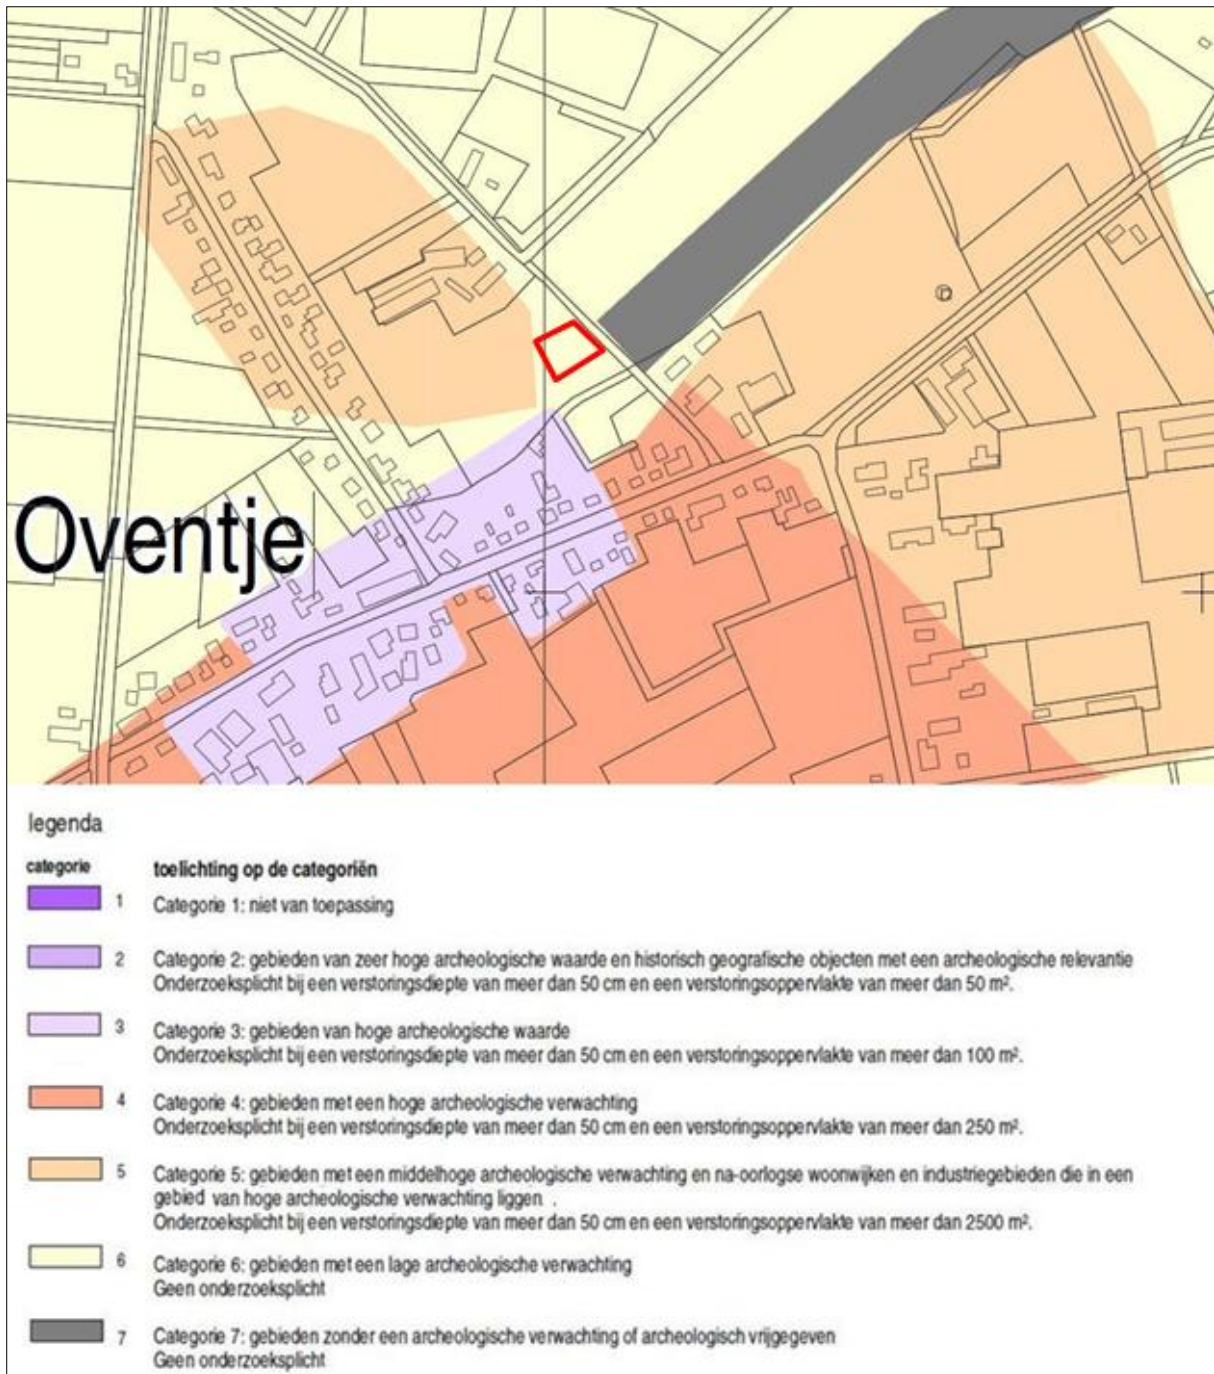 Oventje
legenda
categorie toelichting op de categoriën
1 Categorie 1: niet van toepassing
2 Categorie 2: gebieden van zeer hoge archeologische waarde en historisch geografische objecten met een archeologische relevantie
Onderzoeksplicht bij een verstoringsdiepte van meer dan 50 cm en een verstoringsoppervlakte van meer dan 50 m².
3 Categorie 3: gebieden van hoge archeologische waarde
Onderzoeksplicht bij een verstoringsdiepte van meer dan 50 cm en een verstoringsoppervlakte van meer dan 100 m².
4 Categorie 4: gebieden met een hoge archeologische verwachting
Onderzoeksplicht bij een verstoringsdiepte van meer dan 50 cm en een verstoringsoppervlakte van meer dan 250 m².
5 Categorie 5: gebieden met een middelhoge archeologische verwachting en na-oorlogse woonwijken en industriegebieden die in een
gebied van hoge archeologische verwachting liggen .
Onderzoeksplicht bij een verstoringsdiepte van meer dan 50 cm en een verstoringsoppervlakte van meer dan 2500 m².
6 Categorie 6: gebieden met een lage archeologische verwachting
Geen onderzoeksplicht
7 Categorie 7: gebieden zonder een archeologische verwachting of archeologisch vrijgegeven
Geen onderzoeksplicht